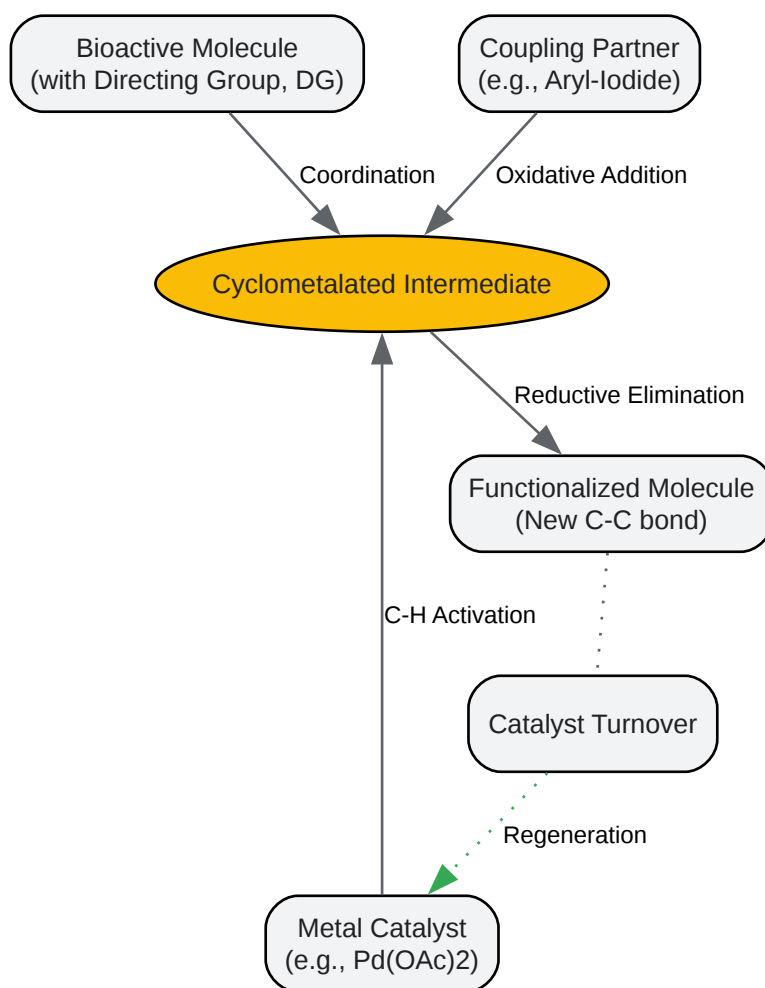 Bioactive Molecule
(with Directing Group, DG)
Coupling Partner
(e.g., Aryl-Iodide)
Coordination
Oxidative Addition
Cyclometalated Intermediate
Reductive Elimination
Functionalized Molecule
(New C-C bond)
C-H Activation
Catalyst Turnover
Regeneration
Metal Catalyst
(e.g., Pd(OAc)2)